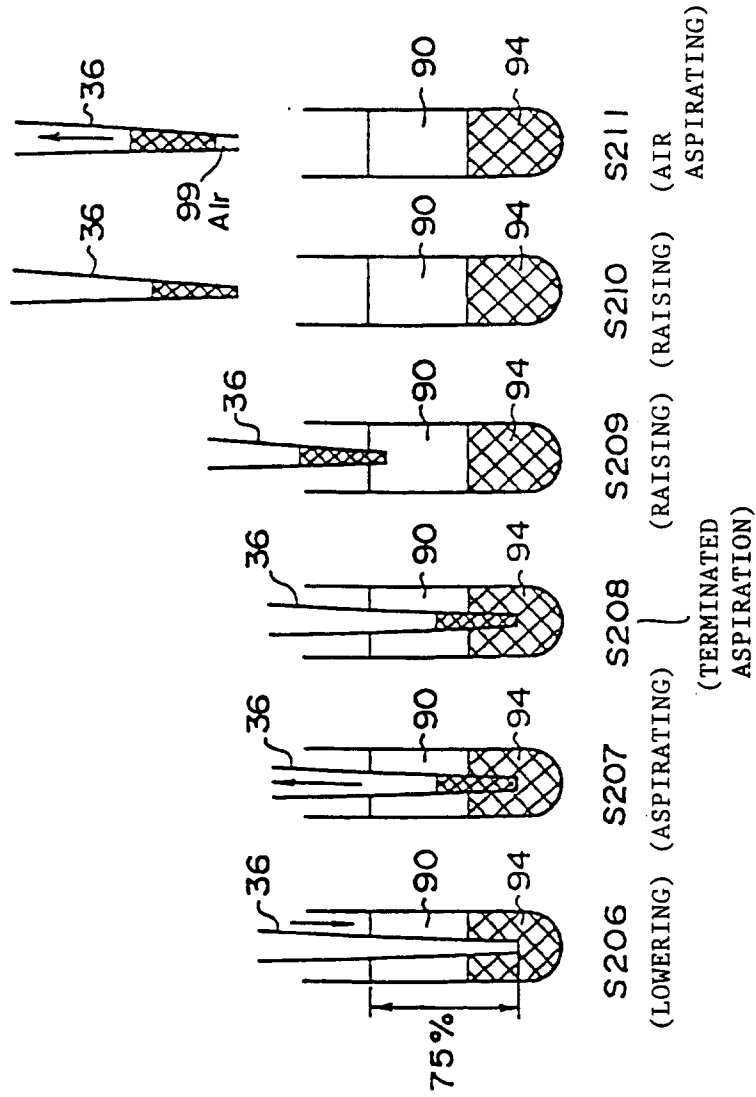 36
90
94
75%
S206
(LOWERING)
36
90
94
S207
(ASPIRATING)
36
90
94
S208
(TERMINATED
ASPIRATION)
36
90
94
S209
(RAISING)
36
90
94
S210
(RAISING)
36
99
Air
90
94
S211
(AIR
ASPIRATING)